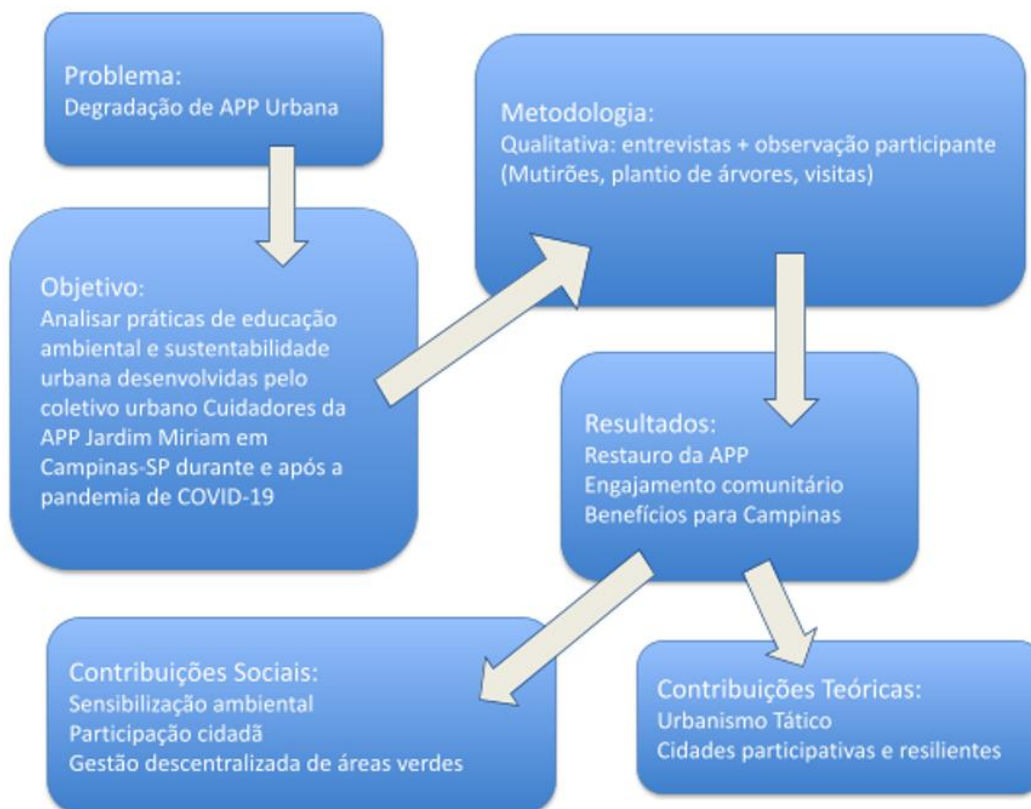 Problema:
Degradação de APP Urbana
Objetivo:
Analisar práticas de educação
ambiental e sustentabilidade
urbana desenvolvidas pelo
coletivo urbano Cuidadores da
APP Jardim Miriam em
Campinas-SP durante e após a
pandemia de COVID-19
Metodologia:
Qualitativa: entrevistas + observação participante
(Mutirões, plantio de árvores, visitas)
Resultados:
Restauro da APP
Engajamento comunitário
Benefícios para Campinas
Contribuições Sociais:
Sensibilização ambiental
Participação cidadã
Gestão descentralizada de áreas verdes
Contribuições Teóricas:
Urbanismo Tático
Cidades participativas e resilientes